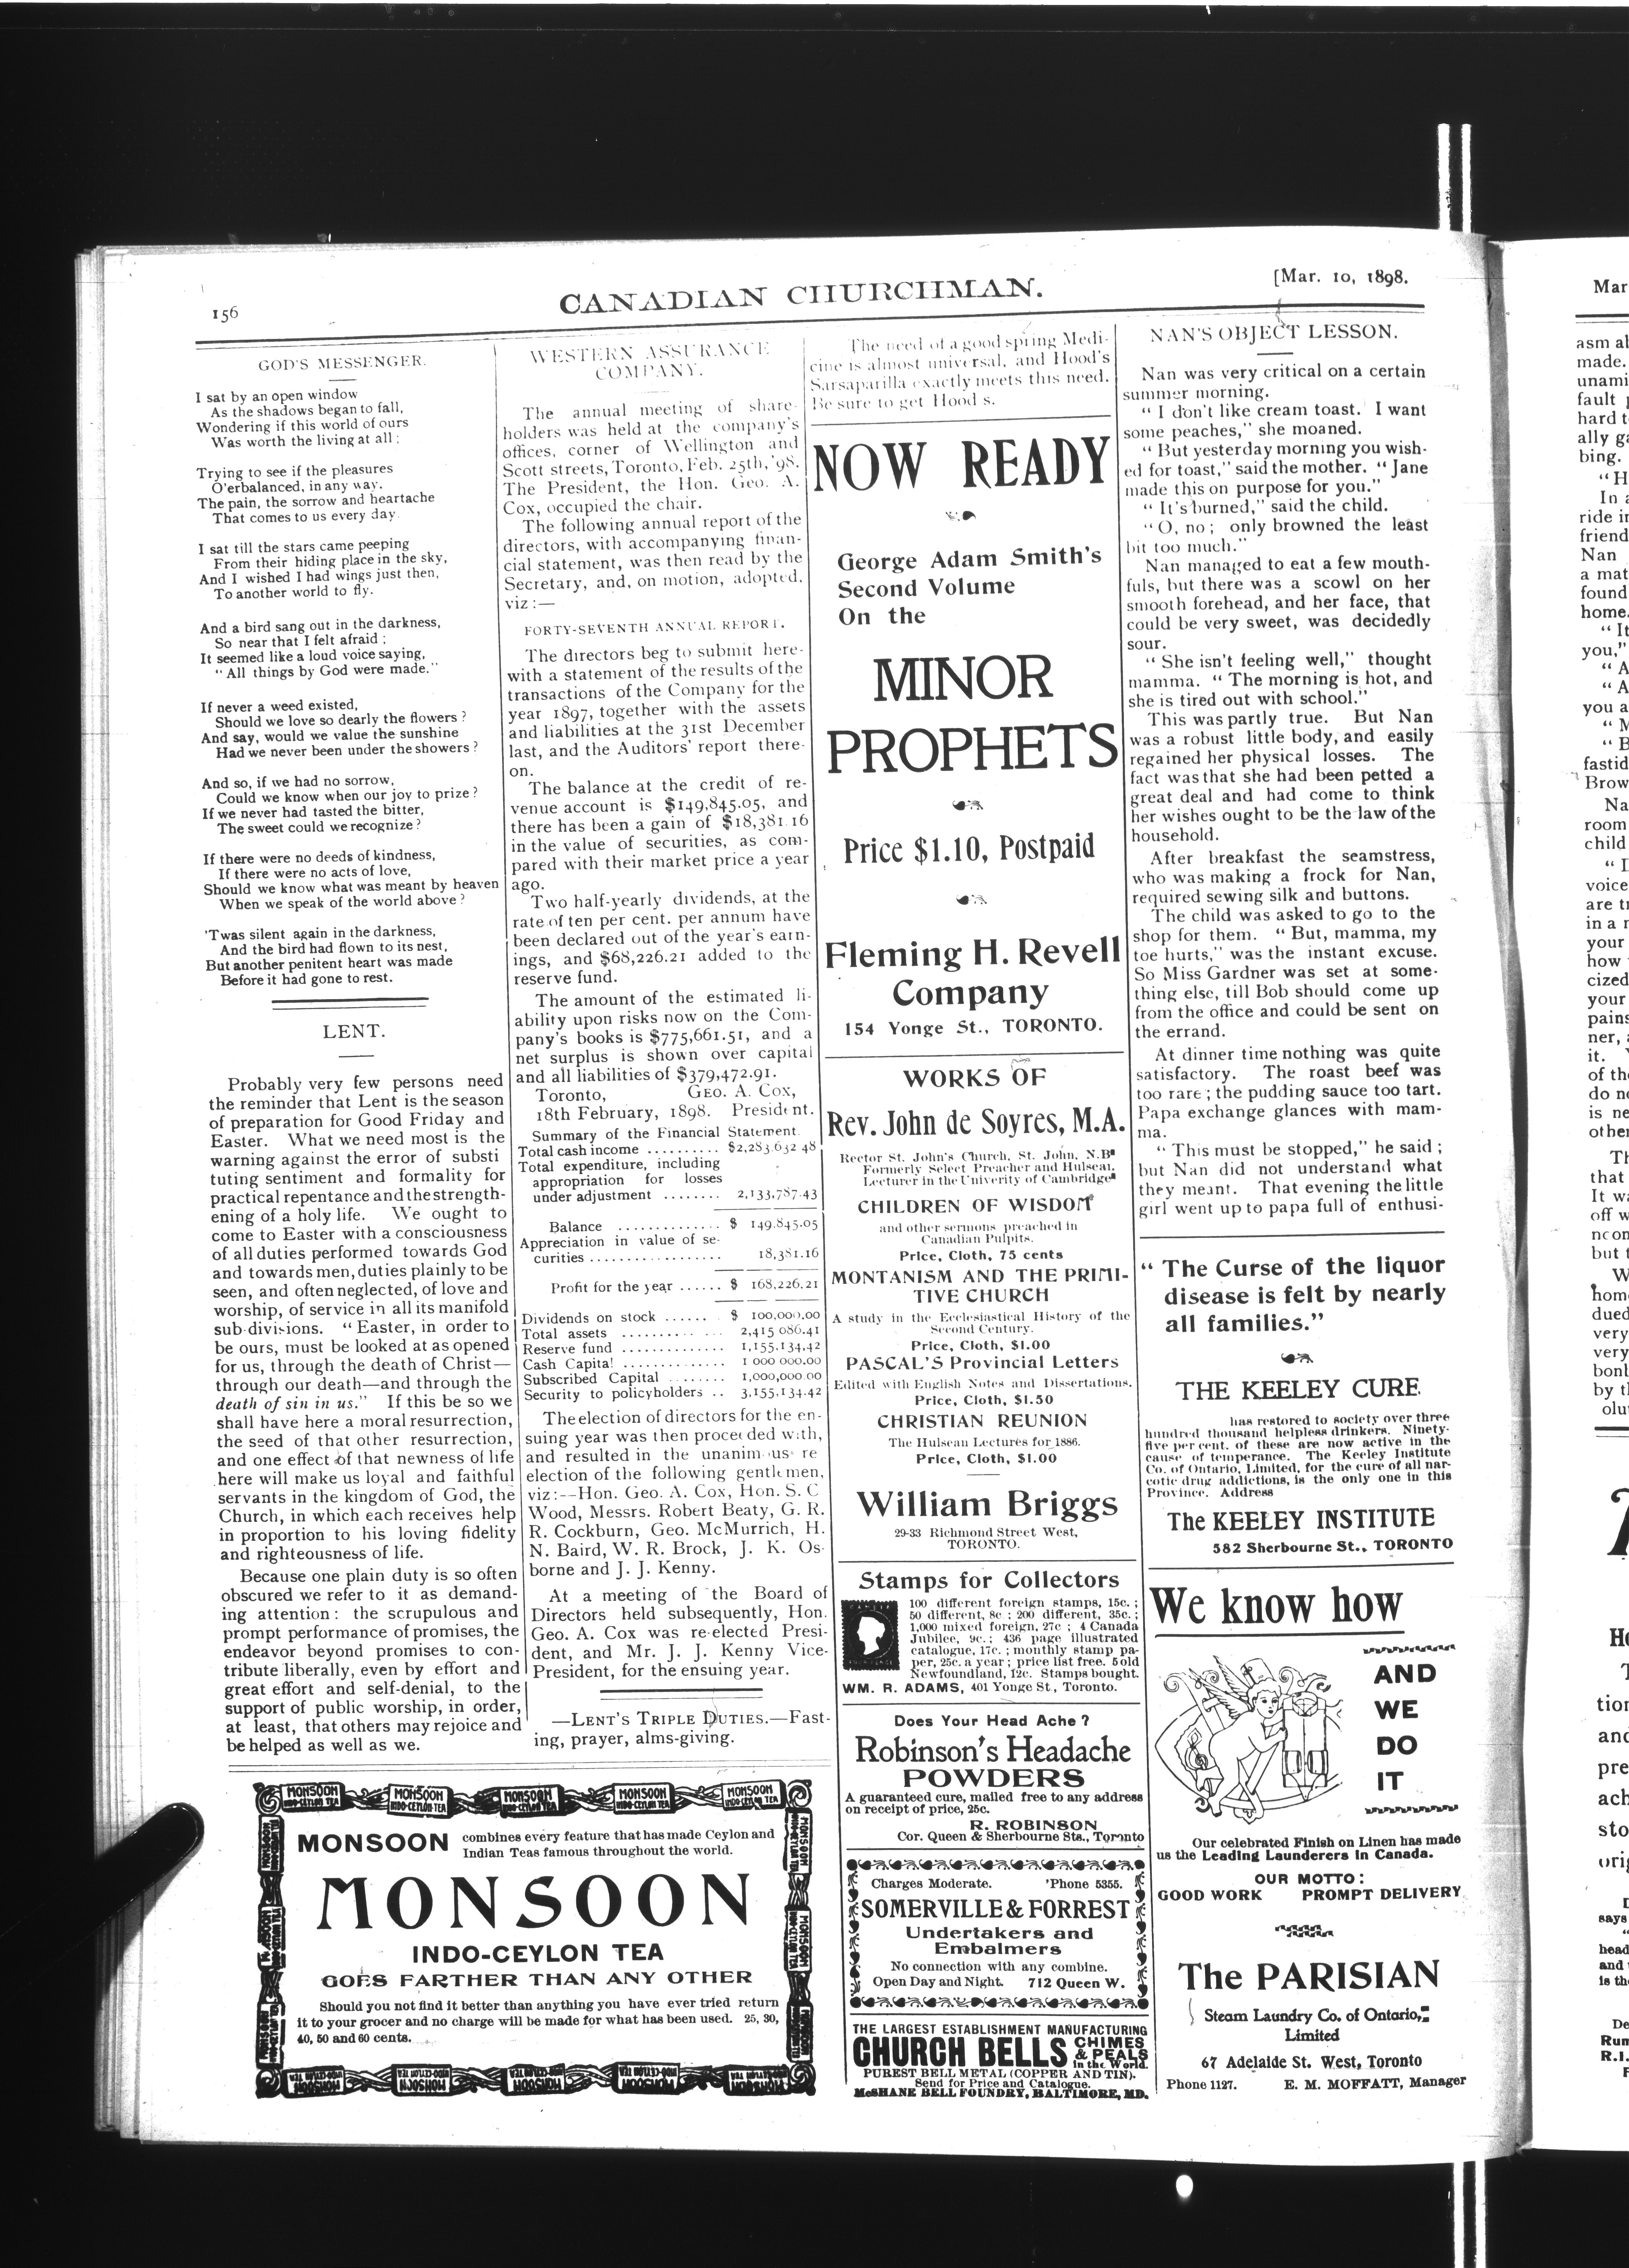 156
CANADIAN CHURCHMAN.
[Mar. 10, 1898.
GOD'S MESSENGER.
I sat by an open window
As the shadows began to fall,
Wondering if this world of ours
Was worth the living at all;
Trying to see if the pleasures
O'erbalanced, in any way.
The pain, the sorrow and heartache
That comes to us every day
I sat till the stars came peeping
From their hiding place in the sky,
And I wished I had wings just then,
To another world to fly.
And a bird sang out in the darkness,
So near that I felt afraid;
It seemed like a loud voice saying,
"All things by God were made."
If never a weed existed,
Should we love so dearly the flowers?
And say, would we value the sunshine
Had we never been under the showers?
And so, if we had no sorrow,
Could we know when our joy to prize?
If we never had tasted the bitter,
The sweet could we recognize?
If there were no deeds of kindness,
If there were no acts of love,
Should we know what was meant by heaven
When we speak of the world above?
'Twas silent again in the darkness,
And the bird had flown to its nest,
But another penitent heart was made
Before it had gone to rest.
LENT.
Probably very few persons need
the reminder that Lent is the season
of preparation for Good Friday and
Easter. What we need most is the
warning against the error of substi
tuting sentiment and formality for
practical repentance and the strength-
ening of a holy life. We ought to
come to Easter with a consciousness
of all duties performed towards God
and towards men, duties plainly to be
seen, and often neglected, of love and
worship, of service in all its manifold
sub-divisions. "Easter, in order to
be ours, must be looked at as opened
for us, through the death of Christ—
through our death—and through the
death of sin in us." If this be so we
shall have here a moral resurrection,
the seed of that other resurrection,
and one effect of that newness of life
here will make us loyal and faithful
servants in the kingdom of God, the
Church, in which each receives help
in proportion to his loving fidelity
and righteousness of life.
Because one plain duty is so often
obscured we refer to it as demand-
ing attention: the scrupulous and
prompt performance of promises, the
endeavor beyond promises to con-
tribute liberally, even by effort and
great effort and self-denial, to the
support of public worship, in order,
at least, that others may rejoice and
be helped as well as we.
WESTERN ASSURANCE
COMPANY.
The annual meeting of share-
holders was held at the company's
offices, corner of Wellington and
Scott streets, Toronto, Feb. 25th, '98.
The President, the Hon. Geo. A.
Cox, occupied the chair.
The following annual report of the
directors, with accompanying finan-
cial statement, was then read by the
Secretary, and, on motion, adopted,
viz:—
FORTY-SEVENTH ANNUAL REPORT.
The directors beg to submit here-
with a statement of the results of the
transactions of the Company for the
year 1897, together with the assets
and liabilities at the 31st December
last, and the Auditors' report there-
on.
The balance at the credit of re-
venue account is $149,845.05, and
there has been a gain of $18,381 16
in the value of securities, as com-
pared with their market price a year
ago.
Two half-yearly dividends, at the
rate of ten per cent. per annum have
been declared out of the year's earn-
ings, and $68,226.21 added to the
reserve fund.
The amount of the estimated li-
ability upon risks now on the Com-
pany's books is $775,661.51, and a
net surplus is shown over capital
and all liabilities of $379,472.91.
Toronto, GEO. A. COX,
18th February, 1898. President.
Summary of the Financial Statement.
Total cash income .......... $2,283,632 48
Total expenditure, including
appropriation for losses
under adjustment ........ 2,133,787.43
Balance .............. $ 149,845.05
Appreciation in value of se-
curities .................. 18,381.16
Profit for the year ...... $ 168,226.21
Dividends on stock ...... $ 100,000.00
Total assets .......... 2,415 086.41
Reserve fund .............. 1,155,134.42
Cash Capital .............. 1 000 000.00
Subscribed Capital ........ 1,000,000 00
Security to policyholders .. 3,155,134.42
The election of directors for the en-
suing year was then proceeded with,
and resulted in the unanimous re
election of the following gentlemen,
viz:--Hon. Geo. A. Cox, Hon. S. C
Wood, Messrs. Robert Beaty, G. R.
R. Cockburn, Geo. McMurrich, H.
N. Baird, W. R. Brock, J. K. Os-
borne and J. J. Kenny.
At a meeting of the Board of
Directors held subsequently, Hon.
Geo. A. Cox was re-elected Presi-
dent, and Mr. J. J. Kenny Vice-
President, for the ensuing year.
—LENT'S TRIPLE DUTIES.—Fast-
ing, prayer, alms-giving.
MONSOON combines every feature that has made Ceylon and
Indian Teas famous throughout the world.
MONSOON
INDO-CEYLON TEA
GOES FARTHER THAN ANY OTHER
Should you not find it better than anything you have ever tried return
it to your grocer and no charge will be made for what has been used. 25, 30,
40, 50 and 60 cents.
The need of a good spring Medi-
cine is almost universal, and Hood's
Sarsaparilla exactly meets this need.
Be sure to get Hood s.
NOW READY
George Adam Smith's
Second Volume
On the
MINOR
PROPHETS
Price $1.10, Postpaid
Fleming H. Revell
Company
154 Yonge St., TORONTO.
WORKS OF
Rev. John de Soyres, M.A.
Rector St. John's Church, St. John, N.B
Formerly Select Preacher and Hulsean
Lecturer in the Univerity of Cambridge
CHILDREN OF WISDOM
and other sermons preached in
Canadian Pulpits.
Price, Cloth, 75 cents
MONTANISM AND THE PRIMI-
TIVE CHURCH
A study in the Ecclesiastical History of the
Second Century.
Price, Cloth, $1.00
PASCAL'S Provincial Letters
Edited with English Notes and Dissertations.
Price, Cloth, $1.50
CHRISTIAN REUNION
The Hulsean Lectures for 1886.
Price, Cloth, $1.00
William Briggs
29-33 Richmond Street West,
TORONTO.
Stamps for Collectors
100 different foreign stamps, 15c.;
50 different, 8c; 200 different, 35c.;
1,000 mixed foreign, 27c; 4 Canada
Jubilee, 9c.; 436 page illustrated
catalogue, 17c.; monthly stamp pa-
per, 25c. a year; price list free. 5 old
Newfoundland, 12c. Stamps bought.
WM. R. ADAMS, 401 Yonge St., Toronto.
Does Your Head Ache?
Robinson's Headache
POWDERS
A guaranteed cure, mailed free to any address
on receipt of price, 25c.
R. ROBINSON
Cor. Queen & Sherbourne Sts., Toronto
Charges Moderate. 'Phone 5355.
SOMERVILLE & FORREST
Undertakers and
Embalmers
No connection with any combine.
Open Day and Night. 712 Queen W.
THE LARGEST ESTABLISHMENT MANUFACTURING
CHURCH BELLS CHIMES & PEALS
in the World.
PUREST BELL METAL (COPPER AND TIN).
Send for Price and Catalogue.
McSHANE BELL FOUNDRY, BALTIMORE, MD.
NAN'S OBJECT LESSON.
Nan was very critical on a certain
summer morning.
"I don't like cream toast. I want
some peaches," she moaned.
"But yesterday morning you wish-
ed for toast," said the mother. "Jane
made this on purpose for you."
"It's burned," said the child.
"O, no; only browned the least
bit too much."
Nan managed to eat a few mouth-
fuls, but there was a scowl on her
smooth forehead, and her face, that
could be very sweet, was decidedly
sour.
"She isn't feeling well," thought
mamma. "The morning is hot, and
she is tired out with school."
This was partly true. But Nan
was a robust little body, and easily
regained her physical losses. The
fact was that she had been petted a
great deal and had come to think
her wishes ought to be the law of the
household.
After breakfast the seamstress,
who was making a frock for Nan,
required sewing silk and buttons.
The child was asked to go to the
shop for them. "But, mamma, my
toe hurts," was the instant excuse.
So Miss Gardner was set at some-
thing else, till Bob should come up
from the office and could be sent on
the errand.
At dinner time nothing was quite
satisfactory. The roast beef was
too rare; the pudding sauce too tart.
Papa exchange glances with mam-
ma.
"This must be stopped," he said;
but Nan did not understand what
they meant. That evening the little
girl went up to papa full of enthusi-
"The Curse of the liquor
disease is felt by nearly
all families."
THE KEELEY CURE
has restored to society over three
hundred thousand helpless drinkers. Ninety-
five per cent. of these are now active in the
cause of temperance. The Keeley Institute
Co. of Ontario, Limited, for the cure of all nar-
cotic drug addictions, is the only one in this
Province. Address
The KEELEY INSTITUTE
582 Sherbourne St., TORONTO
We know how
AND
WE
DO
IT
Our celebrated Finish on Linen has made
us the Leading Launderers in Canada.
OUR MOTTO:
GOOD WORK PROMPT DELIVERY
The PARISIAN
Steam Laundry Co. of Ontario,
Limited
67 Adelaide St. West, Toronto
Phone 1127. E. M. MOFFATT, Manager